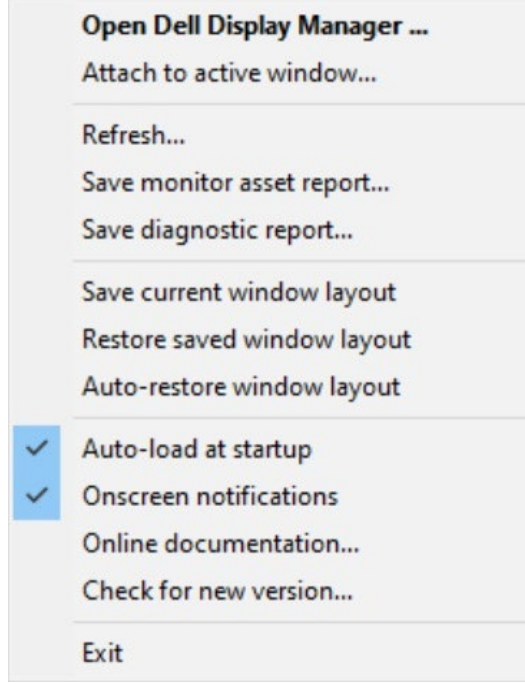 Open Dell Display Manager ...
Attach to active window...
Refresh...
Save monitor asset report...
Save diagnostic report...
Save current window layout
Restore saved window layout
Auto-restore window layout
Auto-load at startup
Onscreen notifications
Online documentation...
Check for new version...
Exit